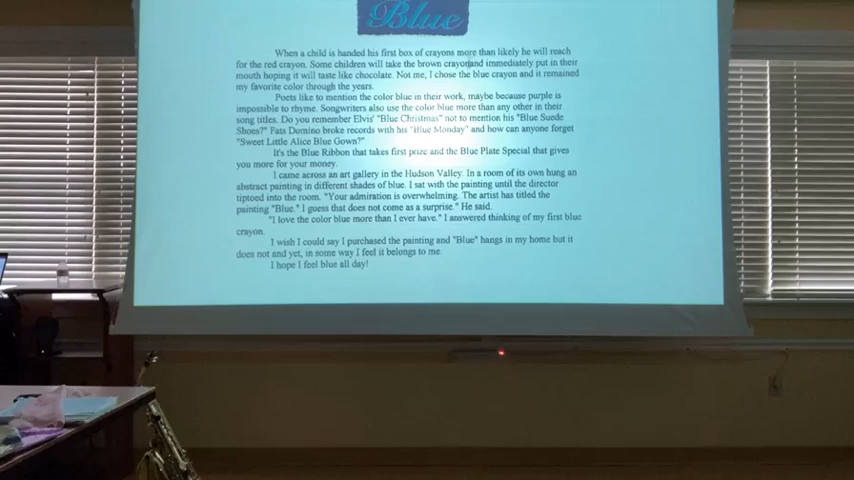 Blue
When a child is handed his first box of crayons more than likely he will reach
for the red crayon. Some children will take the brown crayon and immediately put in their
mouth hoping it will taste like chocolate. Not me, I chose the blue crayon and it remained
my favorite color through the years.
Poets like to mention the color blue in their work, maybe because purple is
impossible to rhyme. Songwriters also use the color blue more than any other in their
song titles. Do you remember Elvis' "Blue Christmas" not to mention his "Blue Suede
Shoes?" Fats Domino broke records with his "Blue Monday" and how can anyone forget
"Sweet Little Alice Blue Gown?"
It's the Blue Ribbon that takes first prize and the Blue Plate Special that gives
you more for your money.
I came across an art gallery in the Hudson Valley. In a room of its own hung an
abstract painting in different shades of blue. I sat with the painting until the director
tiptoed into the room. "Your admiration is overwhelming. The artist has titled the
painting "Blue." I guess that does not come as a surprise." He said.
"I love the color blue more than I ever have." I answered thinking of my first blue
crayon.
I wish I could say I purchased the painting and "Blue" hangs in my home but it
does not and yet, in some way I feel it belongs to me.
I hope I feel blue all day!